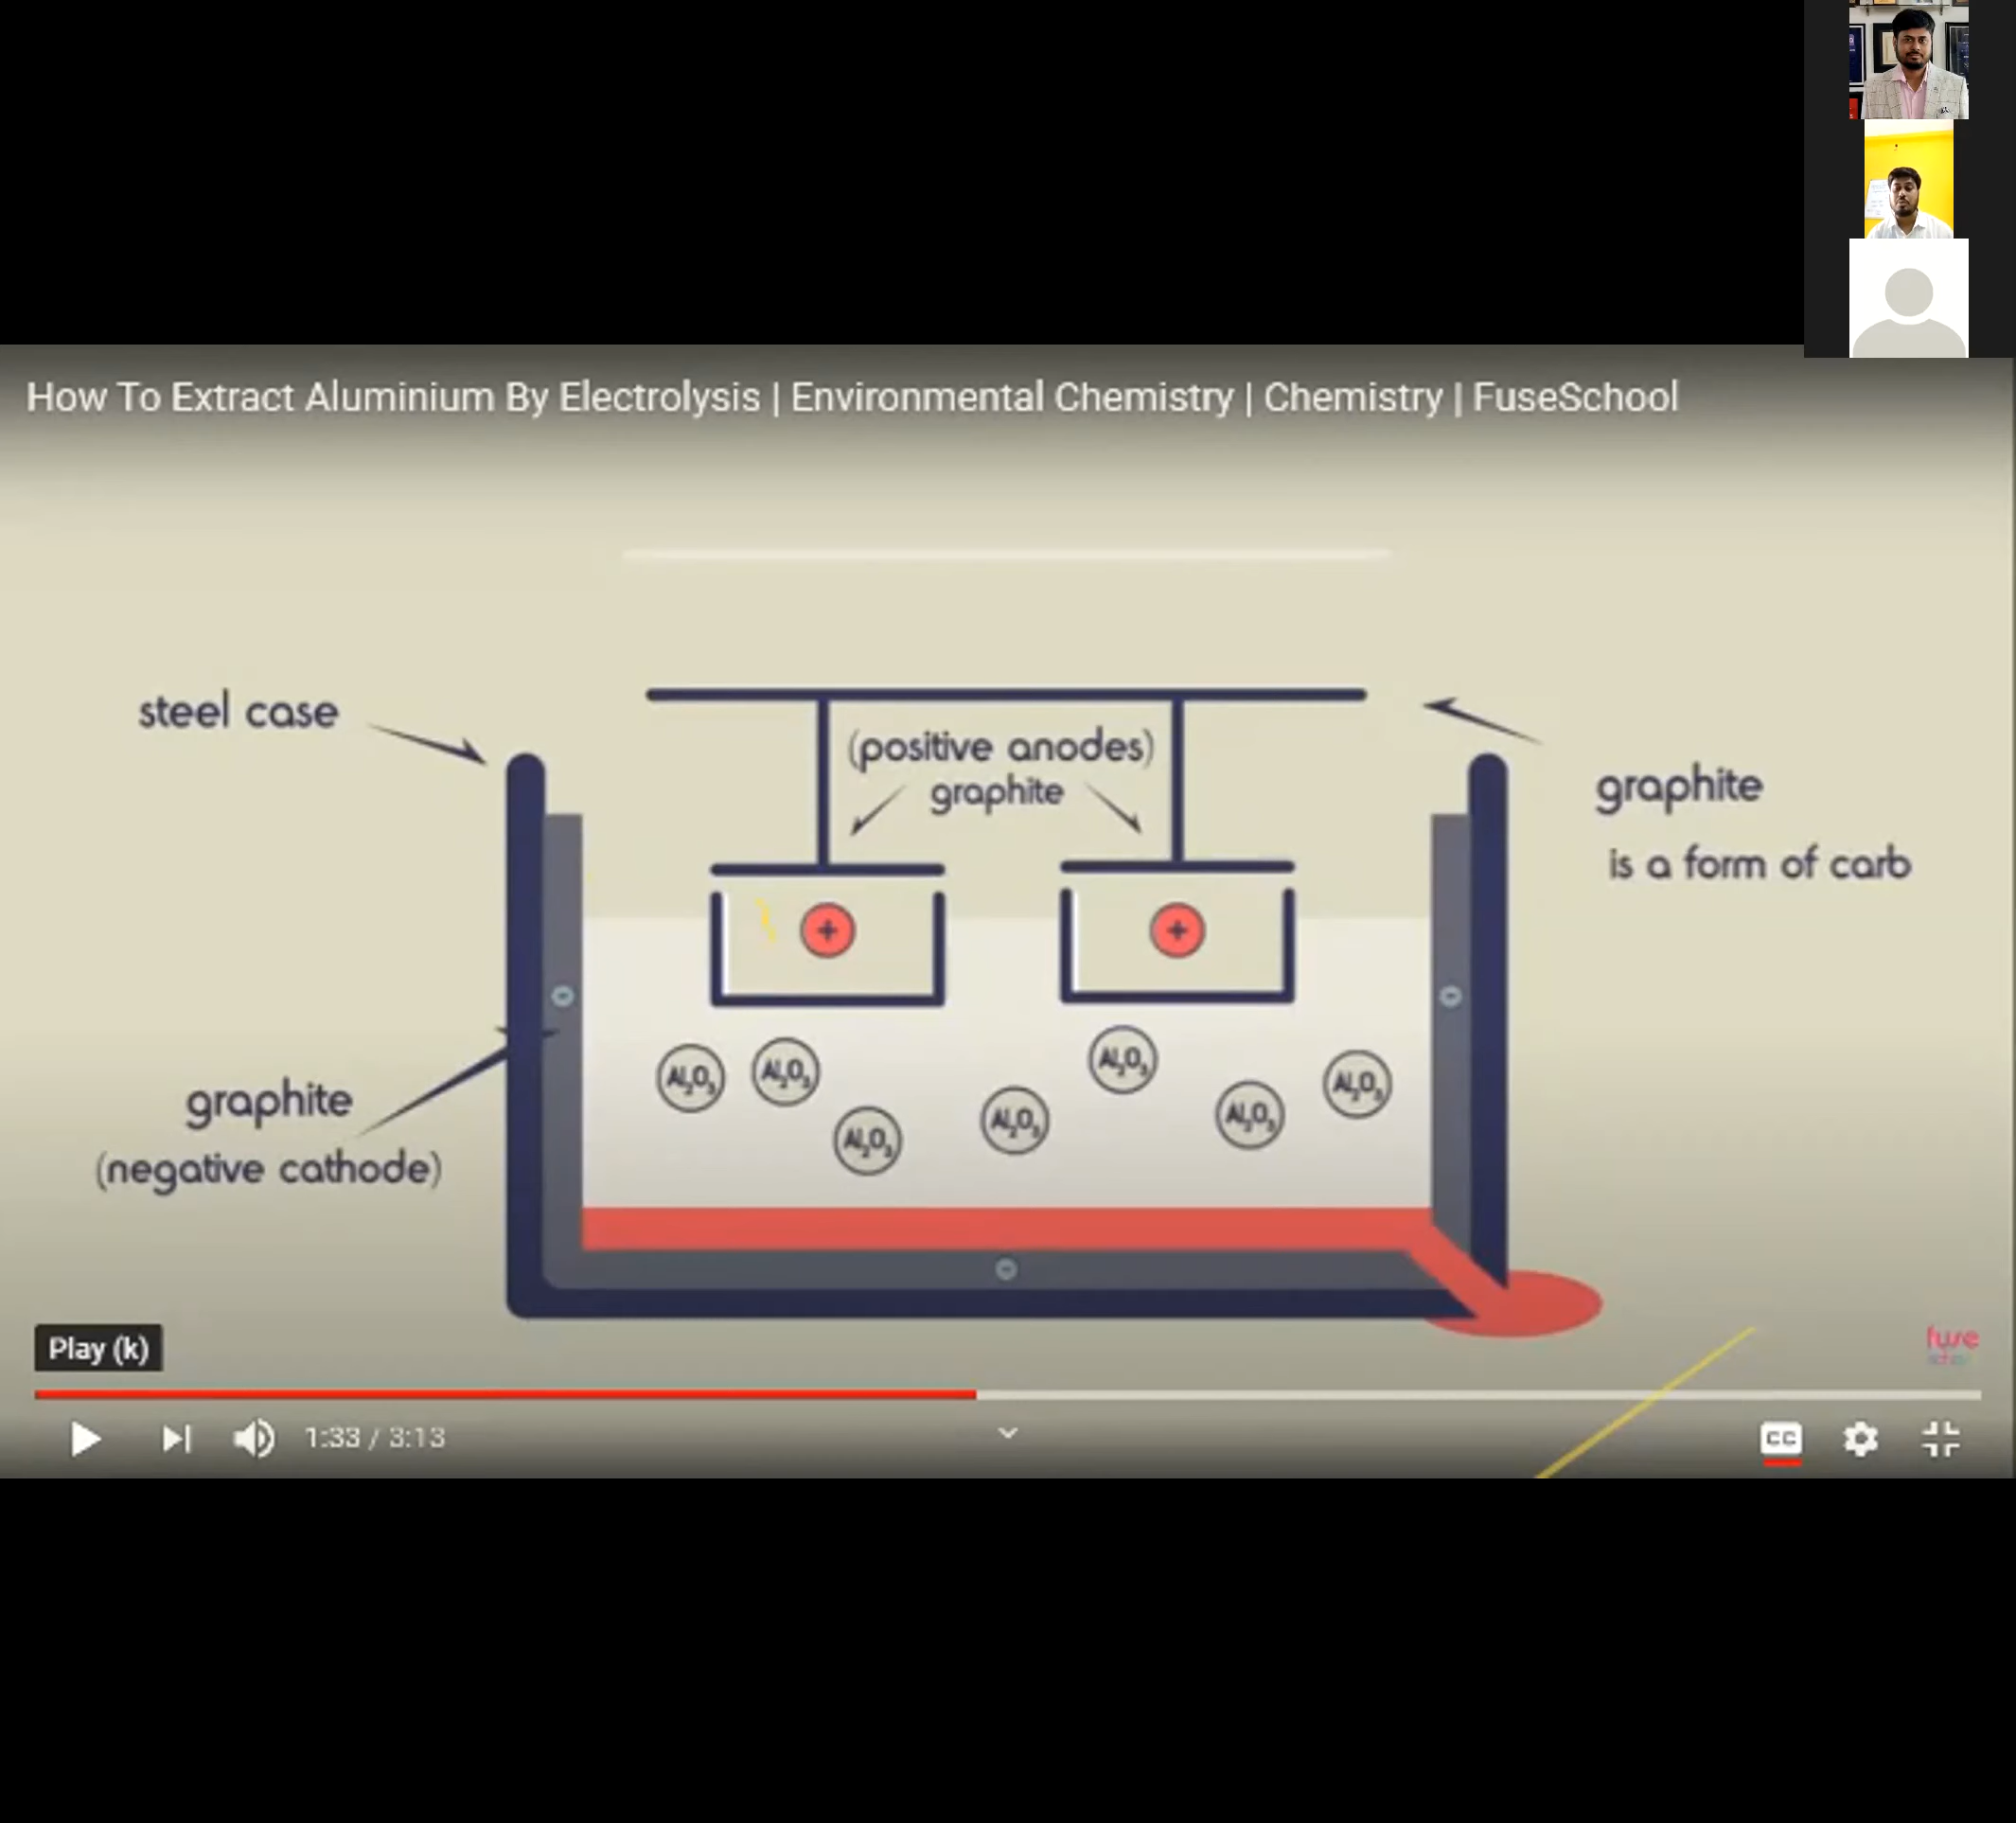 How To Extract Aluminium By Electrolysis | Environmental Chemistry | Chemistry | FuseSchool
steel case
(positive anodes)
graphite
graphite
is a form of carb
+
+
Al₂O₃
Al₂O₃
Al₂O₃
Al₂O₃
Al₂O₃
Al₂O₃
Al₂O₃
graphite
(negative cathode)
Play (k)
fuse
1:33 / 3:13
CC